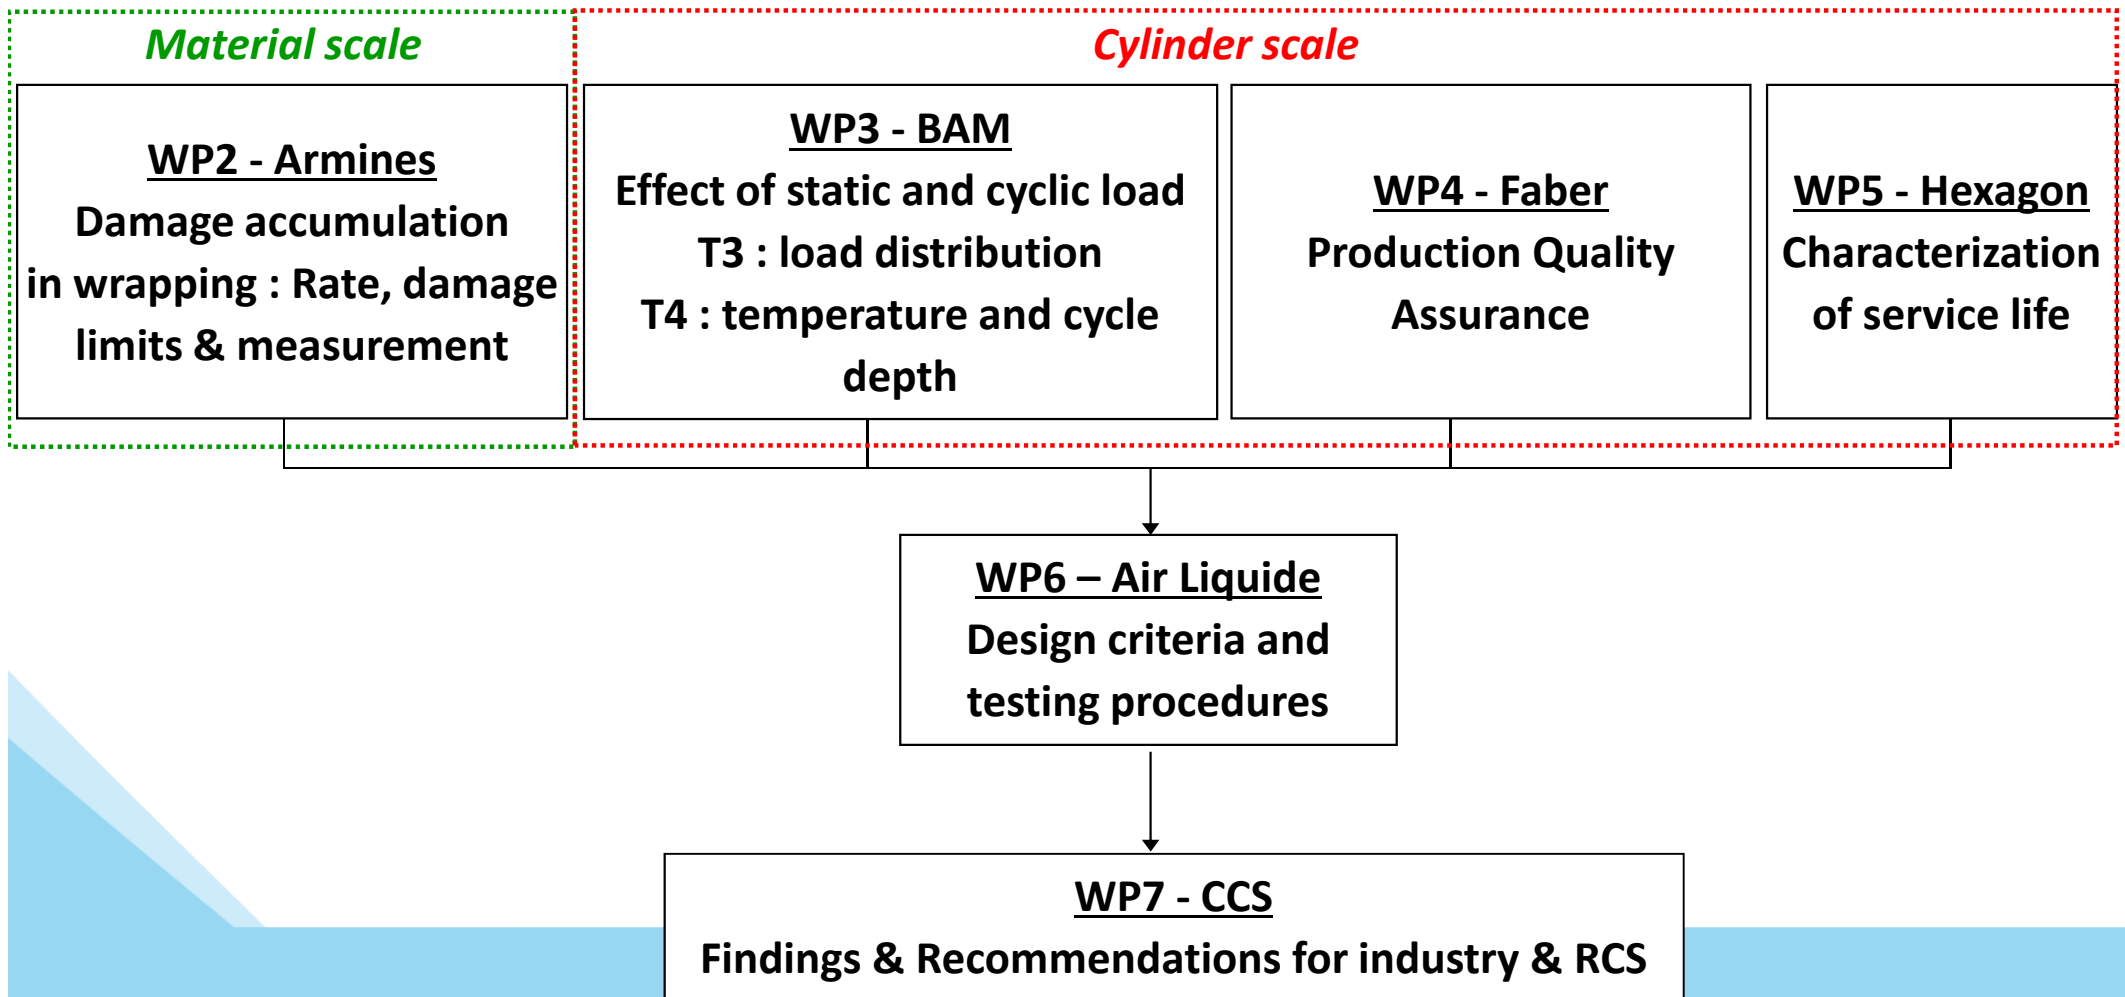 Material scale
Cylinder scale
WP2 - Armines
Damage accumulation
in wrapping : Rate, damage
limits & measurement
WP3 - BAM
Effect of static and cyclic load
T3 : load distribution
T4 : temperature and cycle
depth
WP4 - Faber
Production Quality
Assurance
WP5 - Hexagon
Characterization
of service life
WP6 – Air Liquide
Design criteria and
testing procedures
WP7 - CCS
Findings & Recommendations for industry & RCS